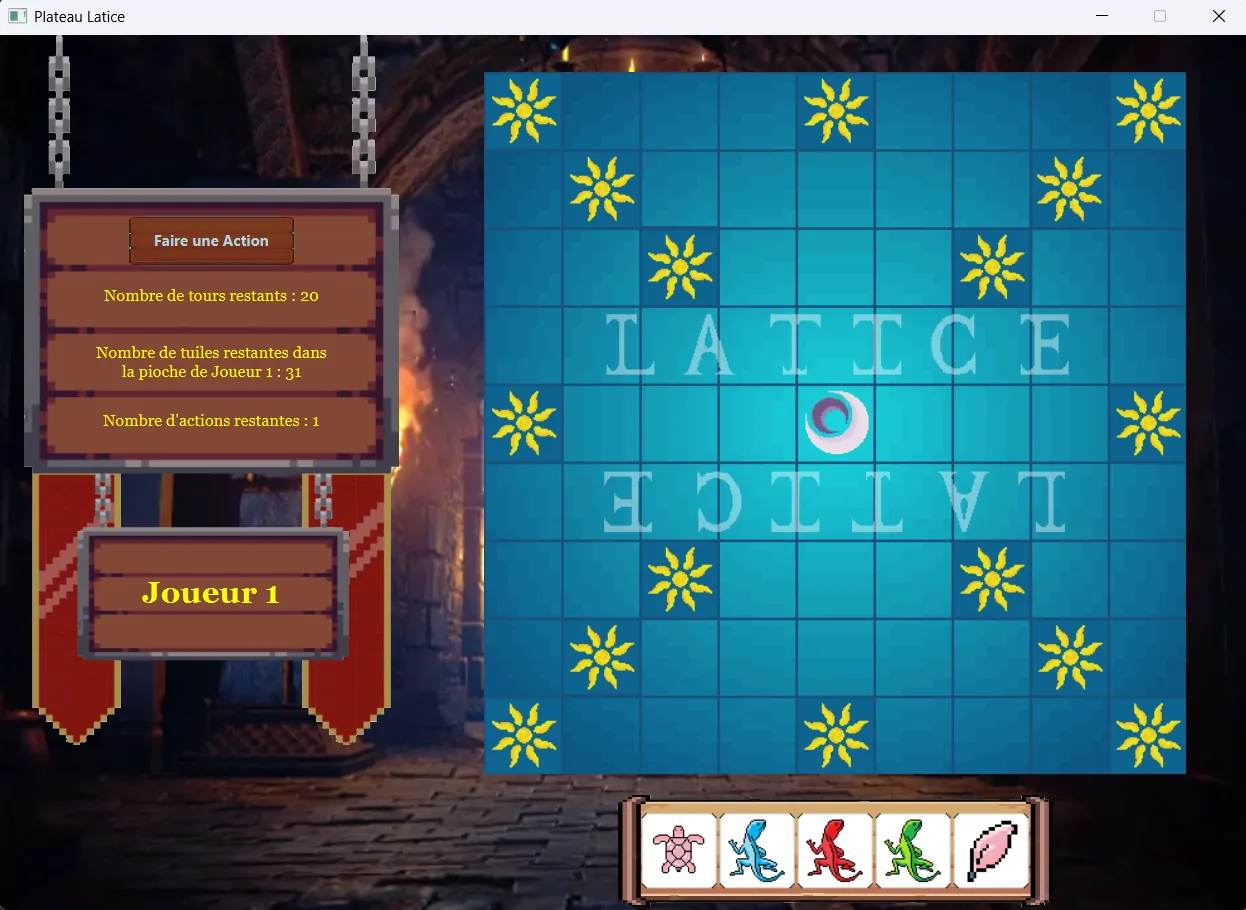 Plateau Latice
Faire une Action
Nombre de tours restants : 20
Nombre de tuiles restantes dans
la pioche de Joueur 1 : 31
Nombre d'actions restantes : 1
Joueur 1
LATICE
LATICE